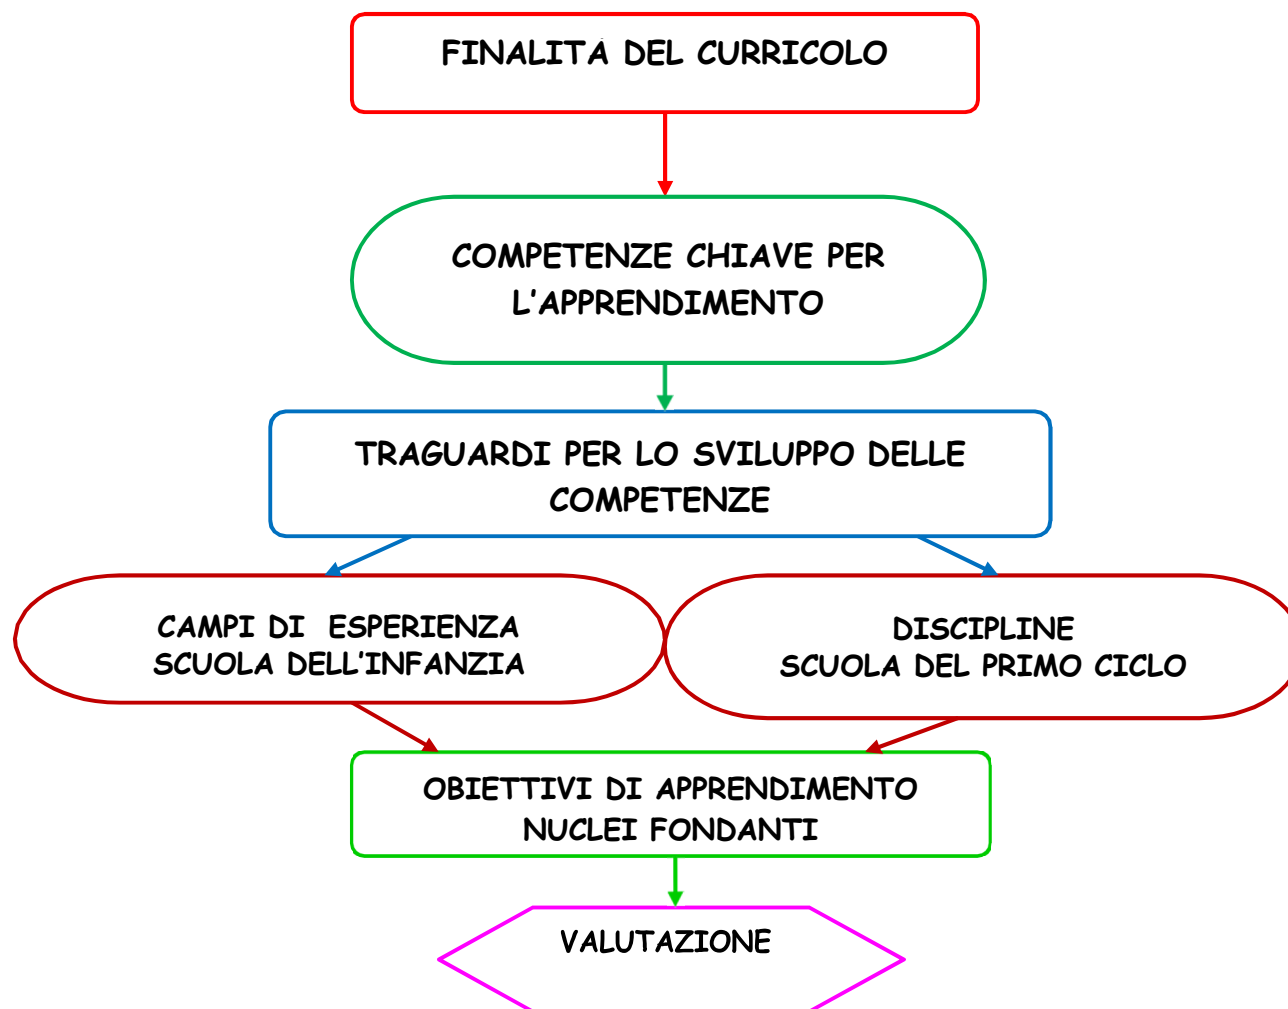 FINALITÀ DEL CURRICOLO
COMPETENZE CHIAVE PER
L'APPRENDIMENTO
TRAGUARDI PER LO SVILUPPO DELLE
COMPETENZE
CAMPI DI ESPERIENZA
SCUOLA DELL'INFANZIA
DISCIPLINE
SCUOLA DEL PRIMO CICLO
OBIETTIVI DI APPRENDIMENTO
NUCLEI FONDANTI
VALUTAZIONE